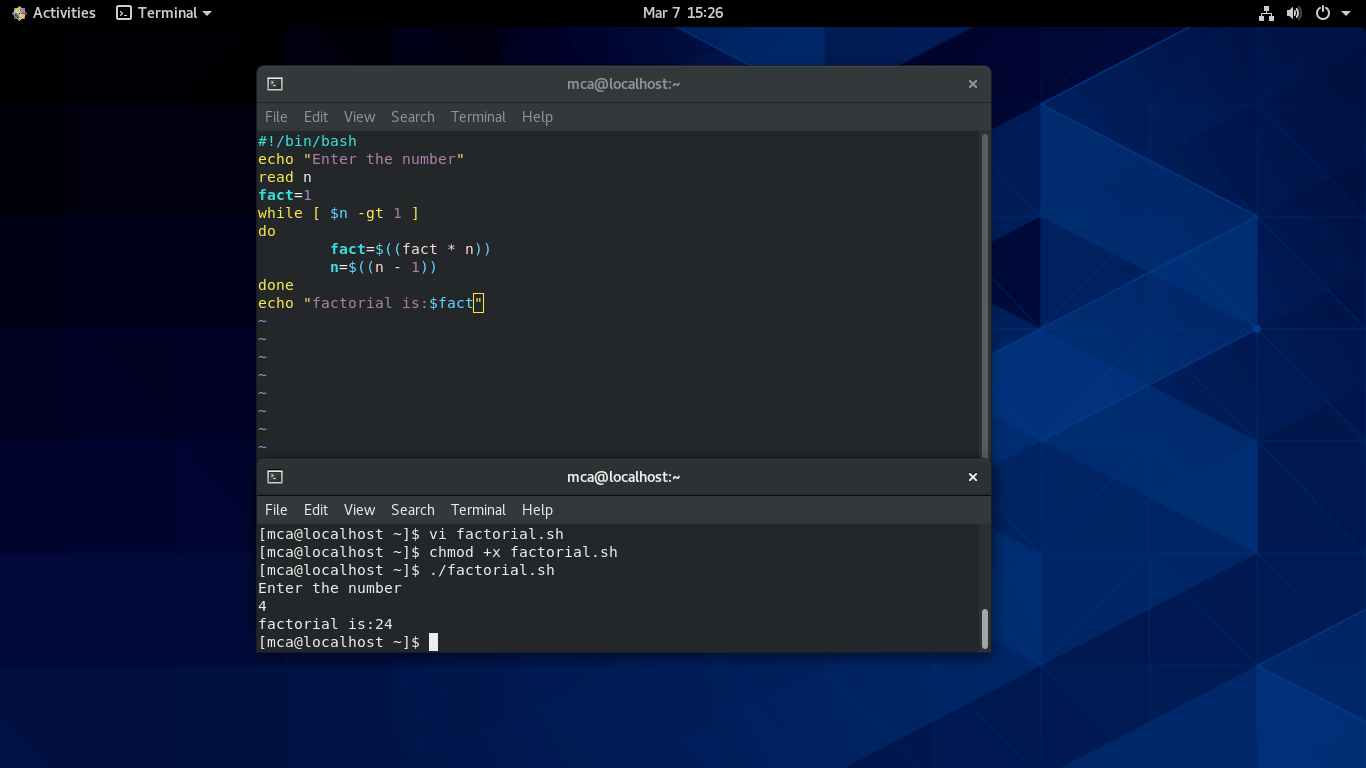 Activities Terminal Mar 7 15:26
mca@localhost:~
File Edit View Search Terminal Help
#!/bin/bash
echo "Enter the number"
read n
fact=1
while [ $n -gt 1 ]
do
        fact=$((fact * n))
        n=$((n - 1))
done
echo "factorial is:$fact"
~
~
~
~
~
~
~
~
mca@localhost:~
File Edit View Search Terminal Help
[mca@localhost ~]$ vi factorial.sh
[mca@localhost ~]$ chmod +x factorial.sh
[mca@localhost ~]$ ./factorial.sh
Enter the number
4
factorial is:24
[mca@localhost ~]$